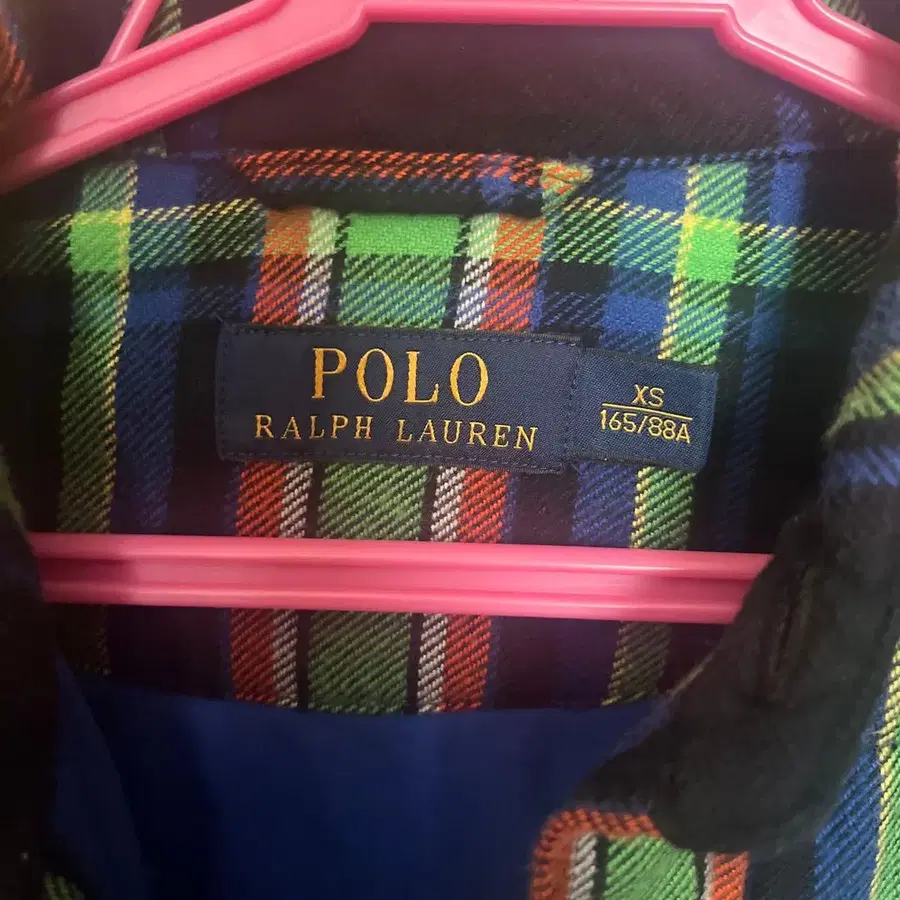 POLO
RALPH LAUREN
XS
165/88A